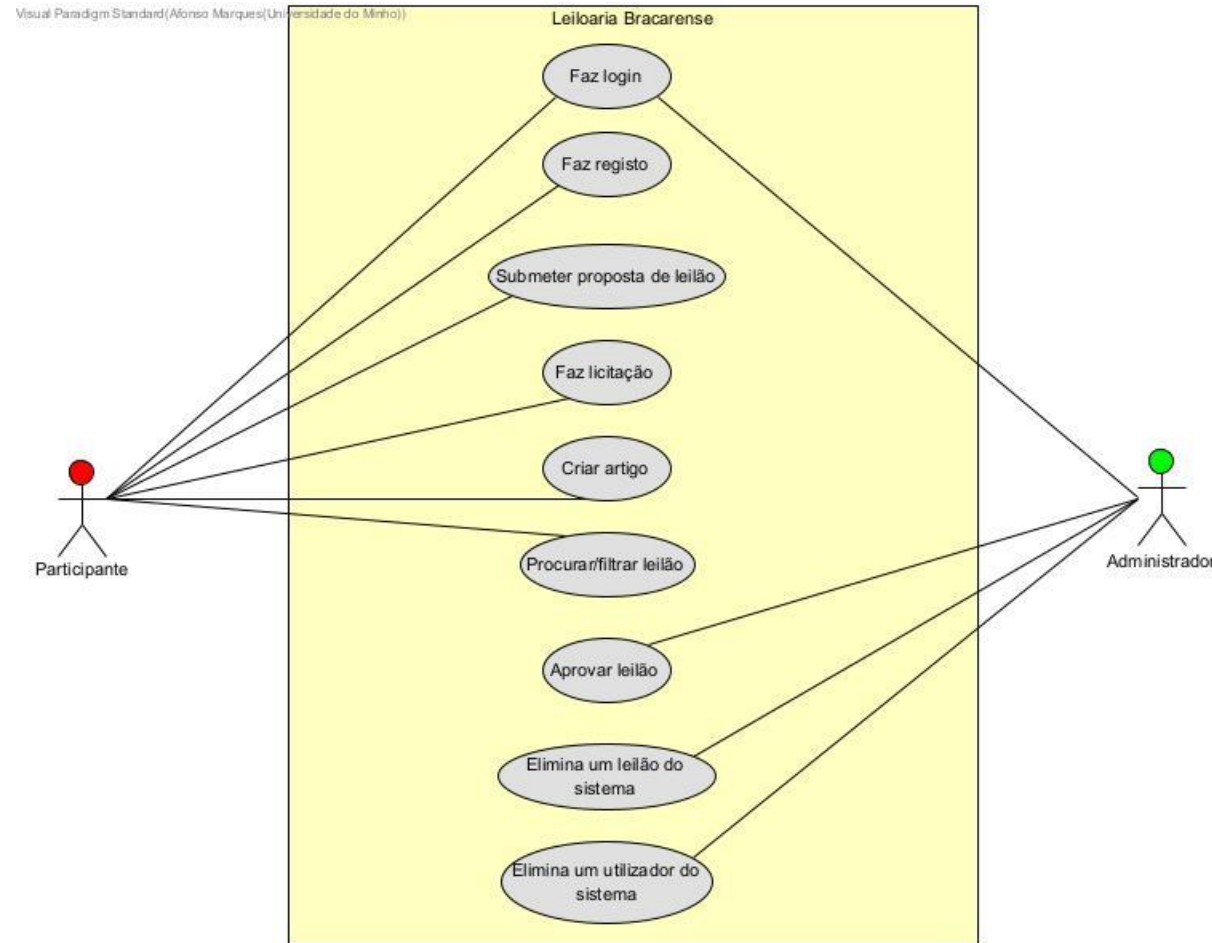 Visual Paradigm Standard(Afonso Marques(Universidade do Minho))
Leiloaria Bracarense
Faz login
Faz registo
Submeter proposta de leilão
Faz licitação
Criar artigo
Participante
Procurar/filtrar leilão
Administrador
Aprovar leilão
Elimina um leilão do
sistema
Elimina um utilizador do
sistema